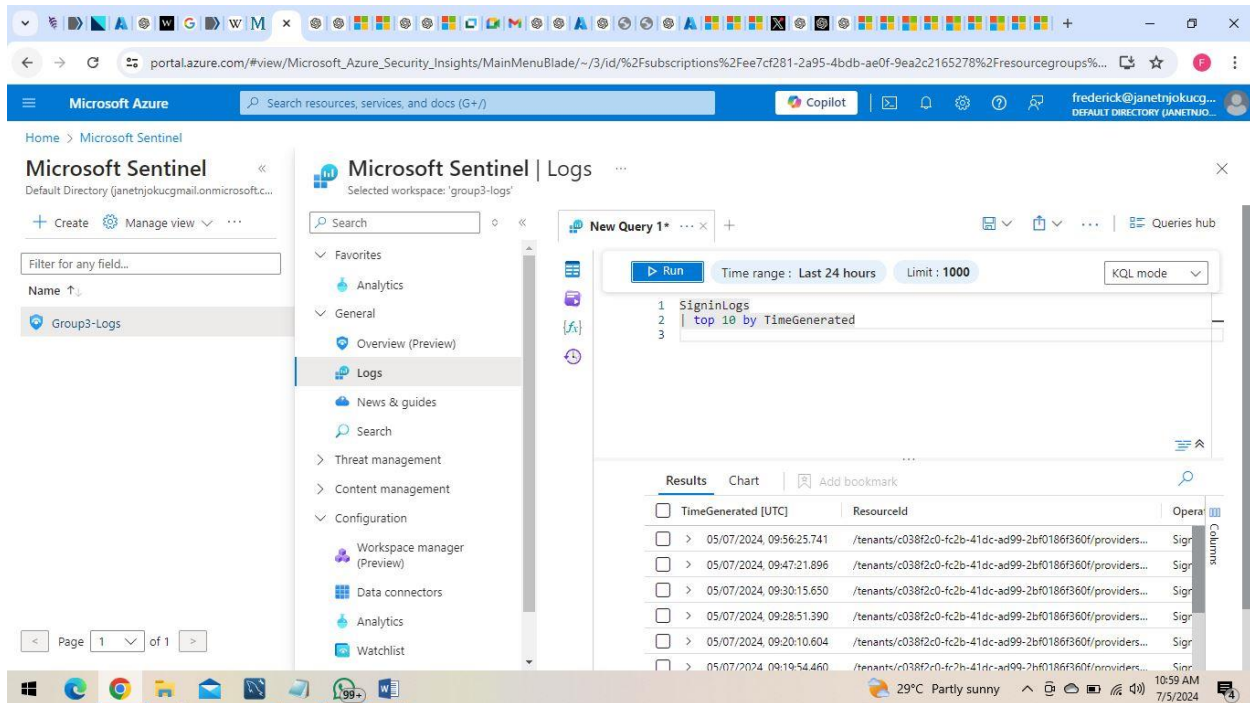 portal.azure.com/#view/Microsoft_Azure_Security_Insights/MainMenuBlade/~/3/id/%2Fsubscriptions%2Fee7cf281-2a95-4bdb-ae0f-9ea2c2165278%2Fresourcegroups%...
F
Microsoft Azure
Search resources, services, and docs (G+/)
Copilot
frederick@janetnjokucg...
DEFAULT DIRECTORY (JANETNJO...
Home > Microsoft Sentinel
Microsoft Sentinel «
Default Directory (janetnjokucgmail.onmicrosoft.c...
+ Create Manage view ...
Filter for any field...
Name ↑↓
Group3-Logs
< Page 1 of 1 >
Microsoft Sentinel | Logs ...
Selected workspace: 'group3-logs'
Search «
Favorites
Analytics
General
Overview (Preview)
Logs
News & guides
Search
Threat management
Content management
Configuration
Workspace manager
(Preview)
Data connectors
Analytics
Watchlist
New Query 1* ... × +
... | Queries hub
Run Time range : Last 24 hours Limit : 1000 KQL mode
1 SigninLogs
2 | top 10 by TimeGenerated
3
{fx}
...
Results Chart Add bookmark
TimeGenerated [UTC] ResourceId Opera
> 05/07/2024, 09:56:25.741 /tenants/c038f2c0-fc2b-41dc-ad99-2bf0186f360f/providers... Sigr
> 05/07/2024, 09:47:21.896 /tenants/c038f2c0-fc2b-41dc-ad99-2bf0186f360f/providers... Sigr
> 05/07/2024, 09:30:15.650 /tenants/c038f2c0-fc2b-41dc-ad99-2bf0186f360f/providers... Sigr
> 05/07/2024, 09:28:51.390 /tenants/c038f2c0-fc2b-41dc-ad99-2bf0186f360f/providers... Sigr
> 05/07/2024, 09:20:10.604 /tenants/c038f2c0-fc2b-41dc-ad99-2bf0186f360f/providers... Sigr
> 05/07/2024, 09:19:54.460 /tenants/c038f2c0-fc2b-41dc-ad99-2bf0186f360f/providers... Sigr
Columns
99+
29°C Partly sunny
10:59 AM
7/5/2024
4